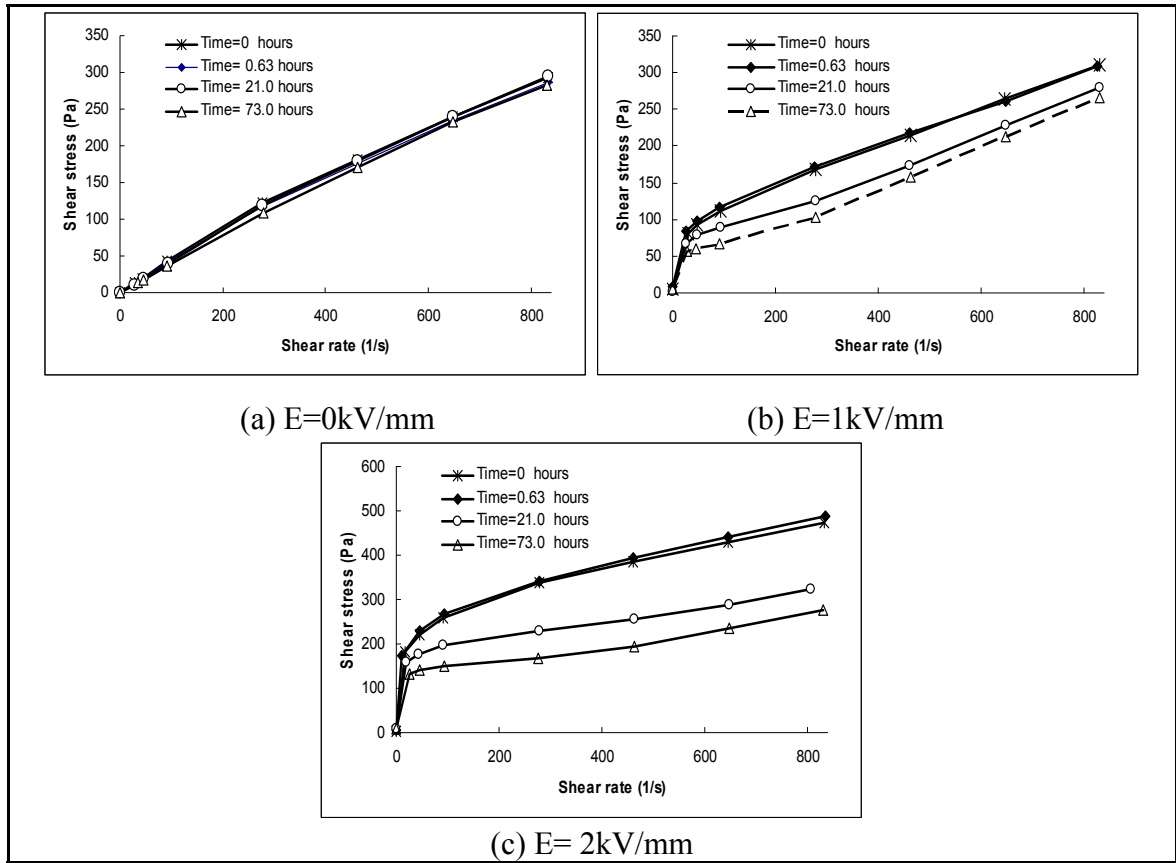 350
300
250
200
150
100
50
0
Shear stress (Pa)
Time=0 hours
Time= 0.63 hours
Time= 21.0 hours
Time= 73.0 hours
0 200 400 600 800
Shear rate (1/s)
(a) E=0kV/mm
350
300
250
200
150
100
50
0
Shear stress (Pa)
Time=0 hours
Time=0.63 hours
Time=21.0 hours
Time=73.0 hours
0 200 400 600 800
Shear rate (1/s)
(b) E=1kV/mm
600
500
400
300
200
100
0
Shear stress (Pa)
Time=0 hours
Time=0.63 hours
Time=21.0 hours
Time=73.0 hours
0 200 400 600 800
Shear rate (1/s)
(c) E= 2kV/mm